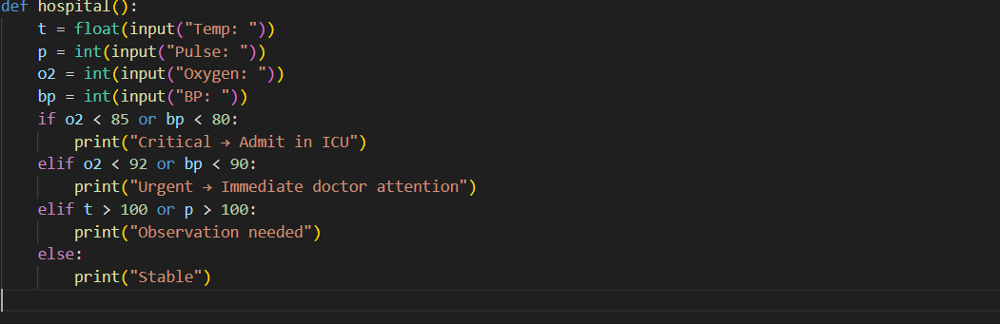 def hospital():
    t = float(input("Temp: "))
    p = int(input("Pulse: "))
    o2 = int(input("Oxygen: "))
    bp = int(input("BP: "))
    if o2 < 85 or bp < 80:
        print("Critical → Admit in ICU")
    elif o2 < 92 or bp < 90:
        print("Urgent → Immediate doctor attention")
    elif t > 100 or p > 100:
        print("Observation needed")
    else:
        print("Stable")